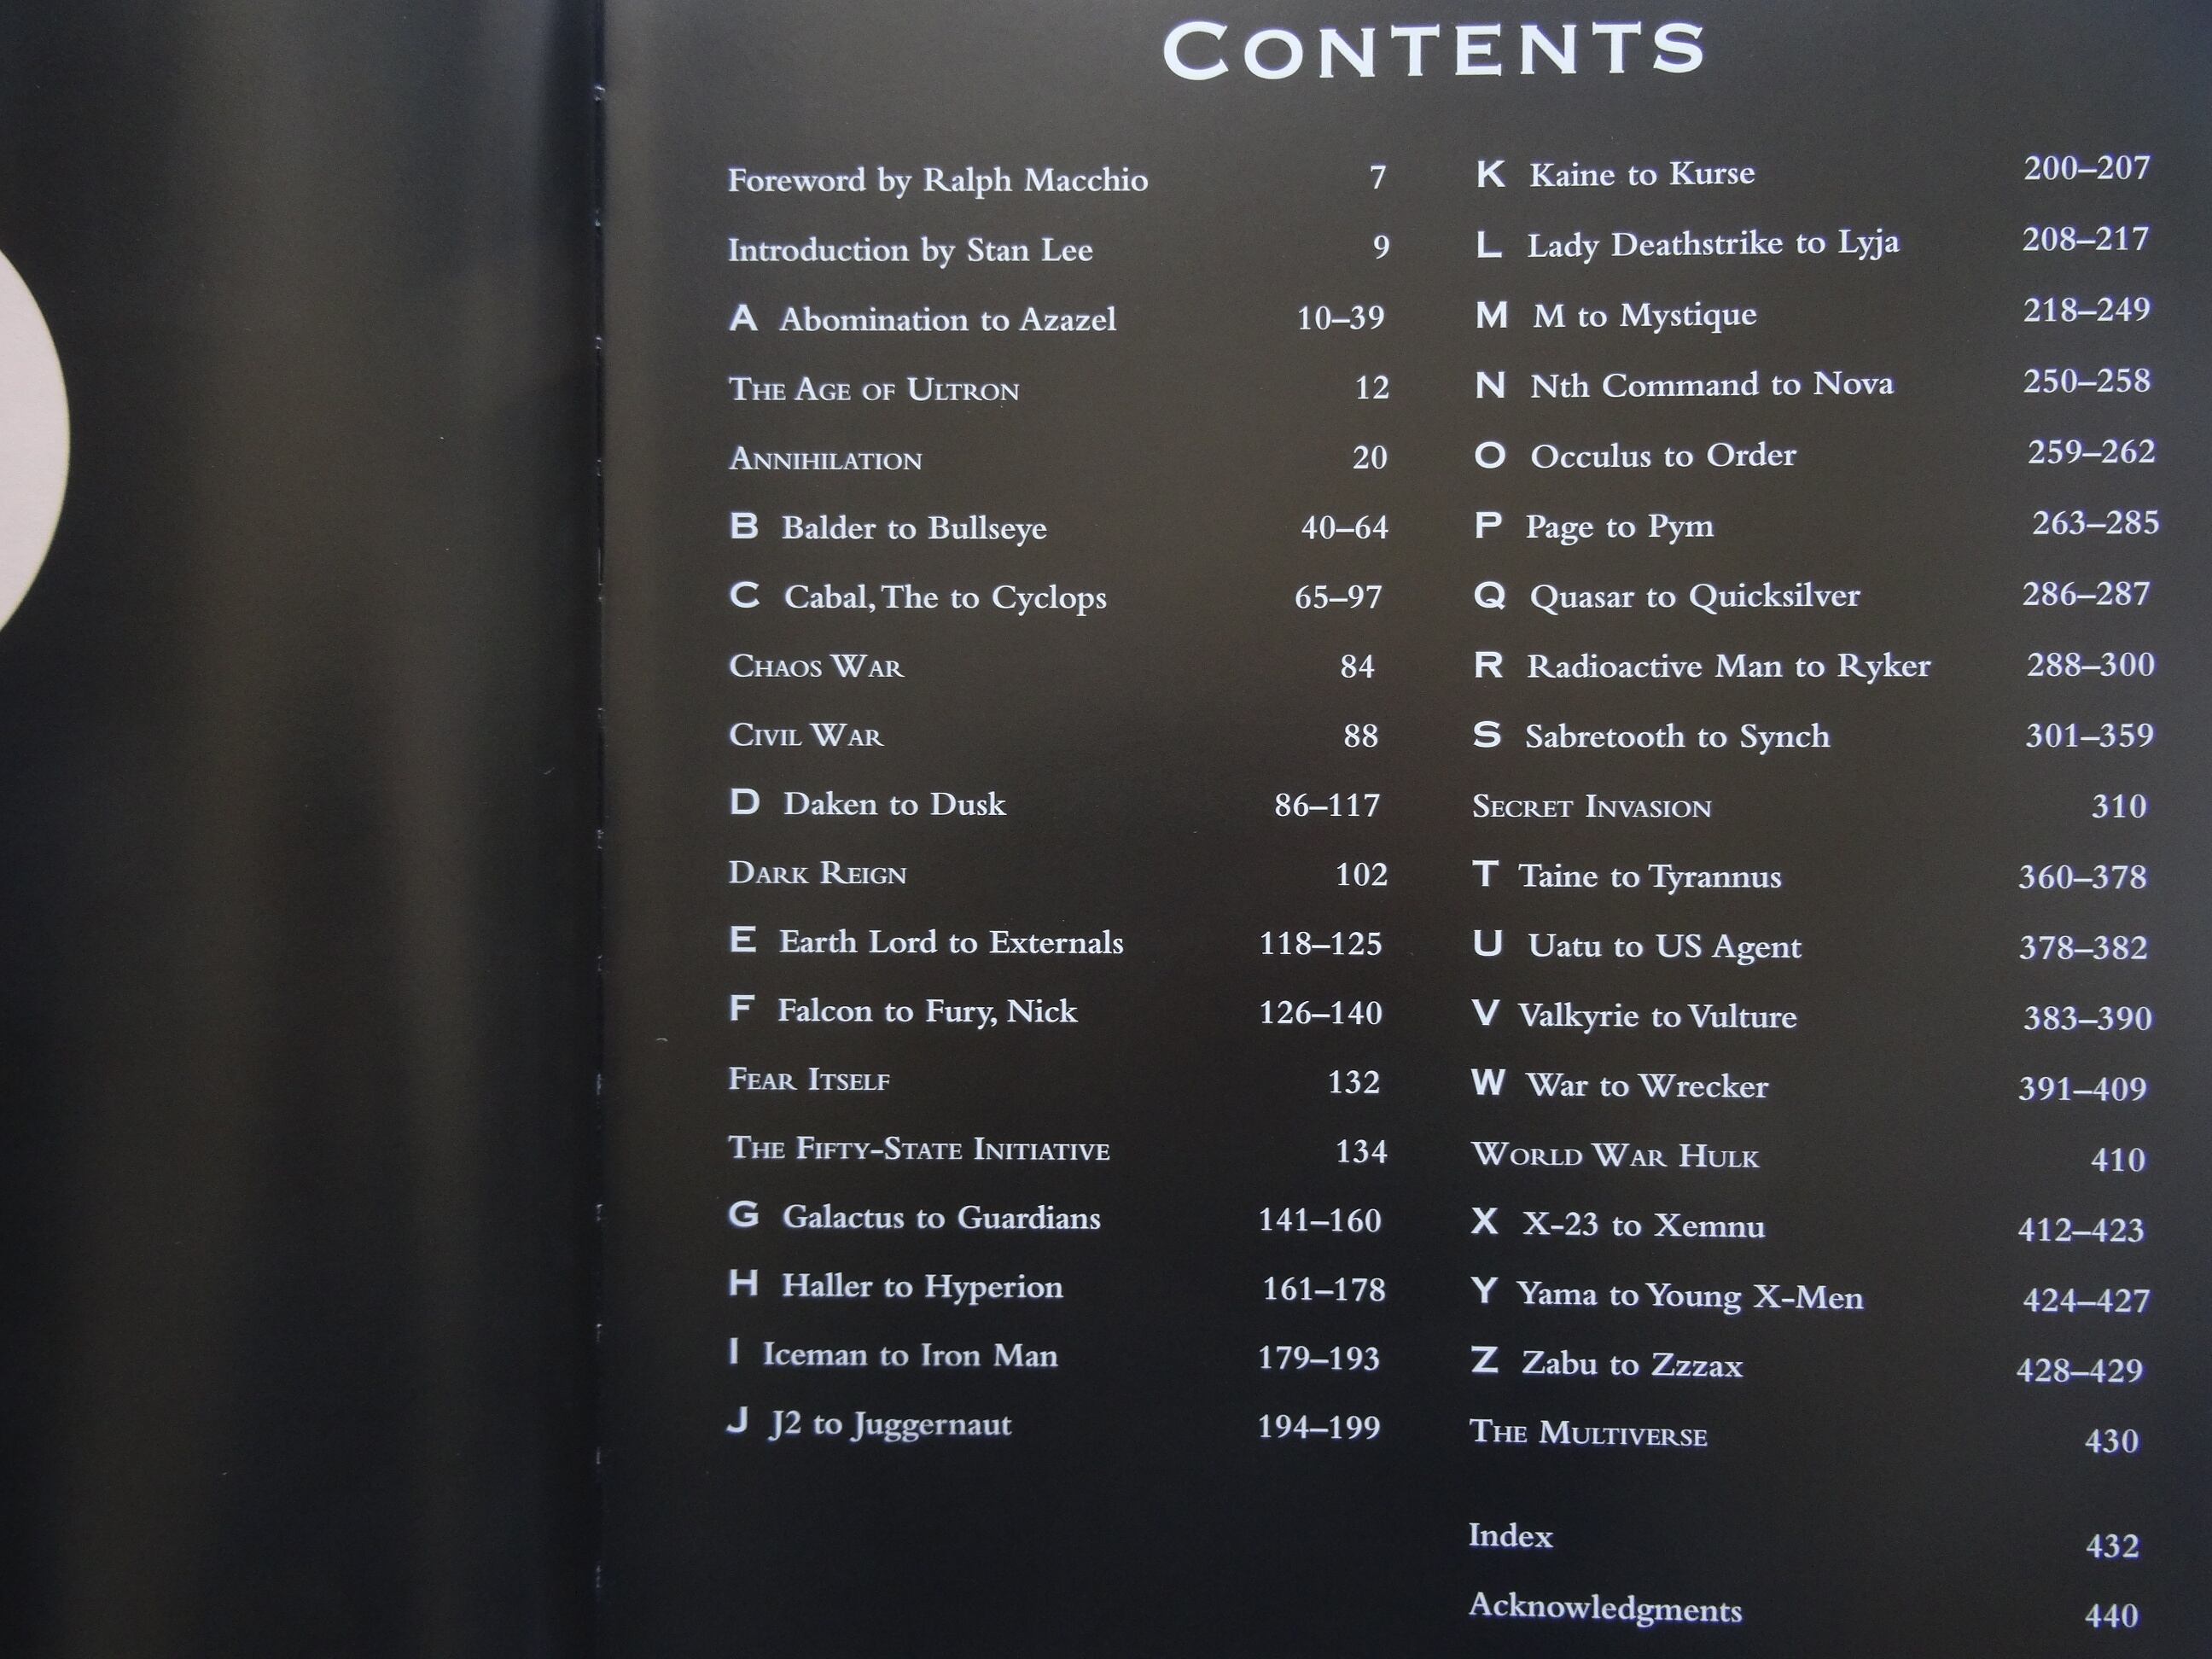 CONTENTS
Foreword by Ralph Macchio 7
Introduction by Stan Lee 9
A Abomination to Azazel 10–39
THE AGE OF ULTRON 12
ANNIHILATION 20
B Balder to Bullseye 40–64
C Cabal, The to Cyclops 65–97
CHAOS WAR 84
CIVIL WAR 88
D Daken to Dusk 86–117
DARK REIGN 102
E Earth Lord to Externals 118–125
F Falcon to Fury, Nick 126–140
FEAR ITSELF 132
THE FIFTY-STATE INITIATIVE 134
G Galactus to Guardians 141–160
H Haller to Hyperion 161–178
I Iceman to Iron Man 179–193
J J2 to Juggernaut 194–199
K Kaine to Kurse 200–207
L Lady Deathstrike to Lyja 208–217
M M to Mystique 218–249
N Nth Command to Nova 250–258
O Occulus to Order 259–262
P Page to Pym 263–285
Q Quasar to Quicksilver 286–287
R Radioactive Man to Ryker 288–300
S Sabretooth to Synch 301–359
SECRET INVASION 310
T Taine to Tyrannus 360–378
U Uatu to US Agent 378–382
V Valkyrie to Vulture 383–390
W War to Wrecker 391–409
WORLD WAR HULK 410
X X-23 to Xemnu 412–423
Y Yama to Young X-Men 424–427
Z Zabu to Zzzax 428–429
THE MULTIVERSE 430
Index 432
Acknowledgments 440